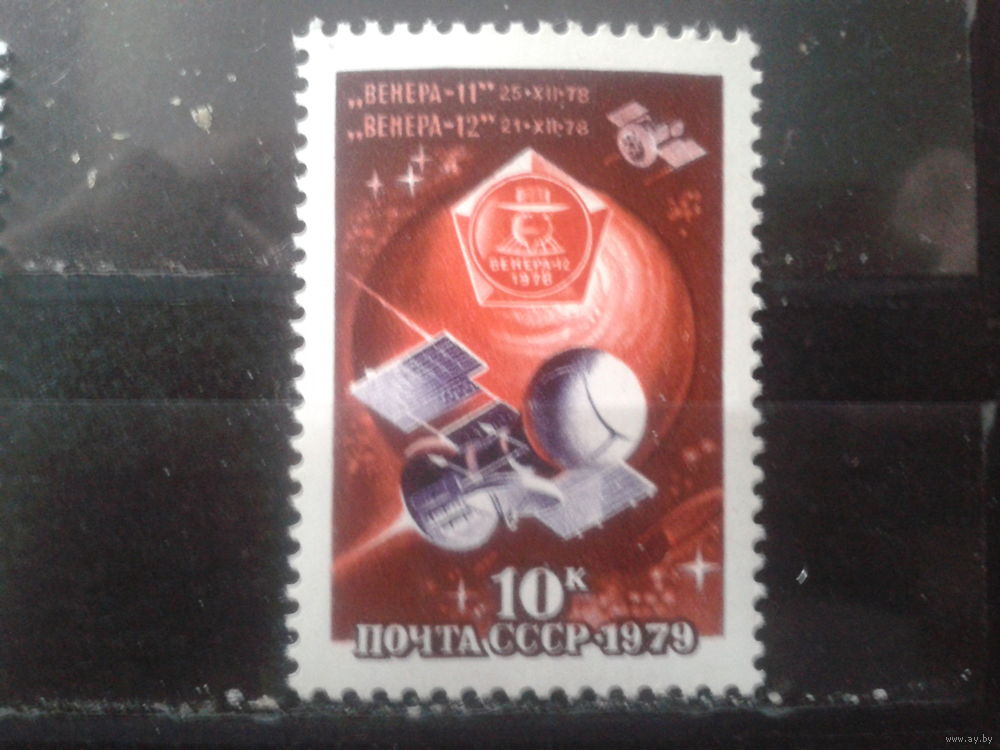 „ВЕНЕРА-11” 25•XII•78
„ВЕНЕРА-12” 21•XII•78
ВЕНЕРА-12
1978
10к
ПОЧТА СССР•1979
www.ay.by